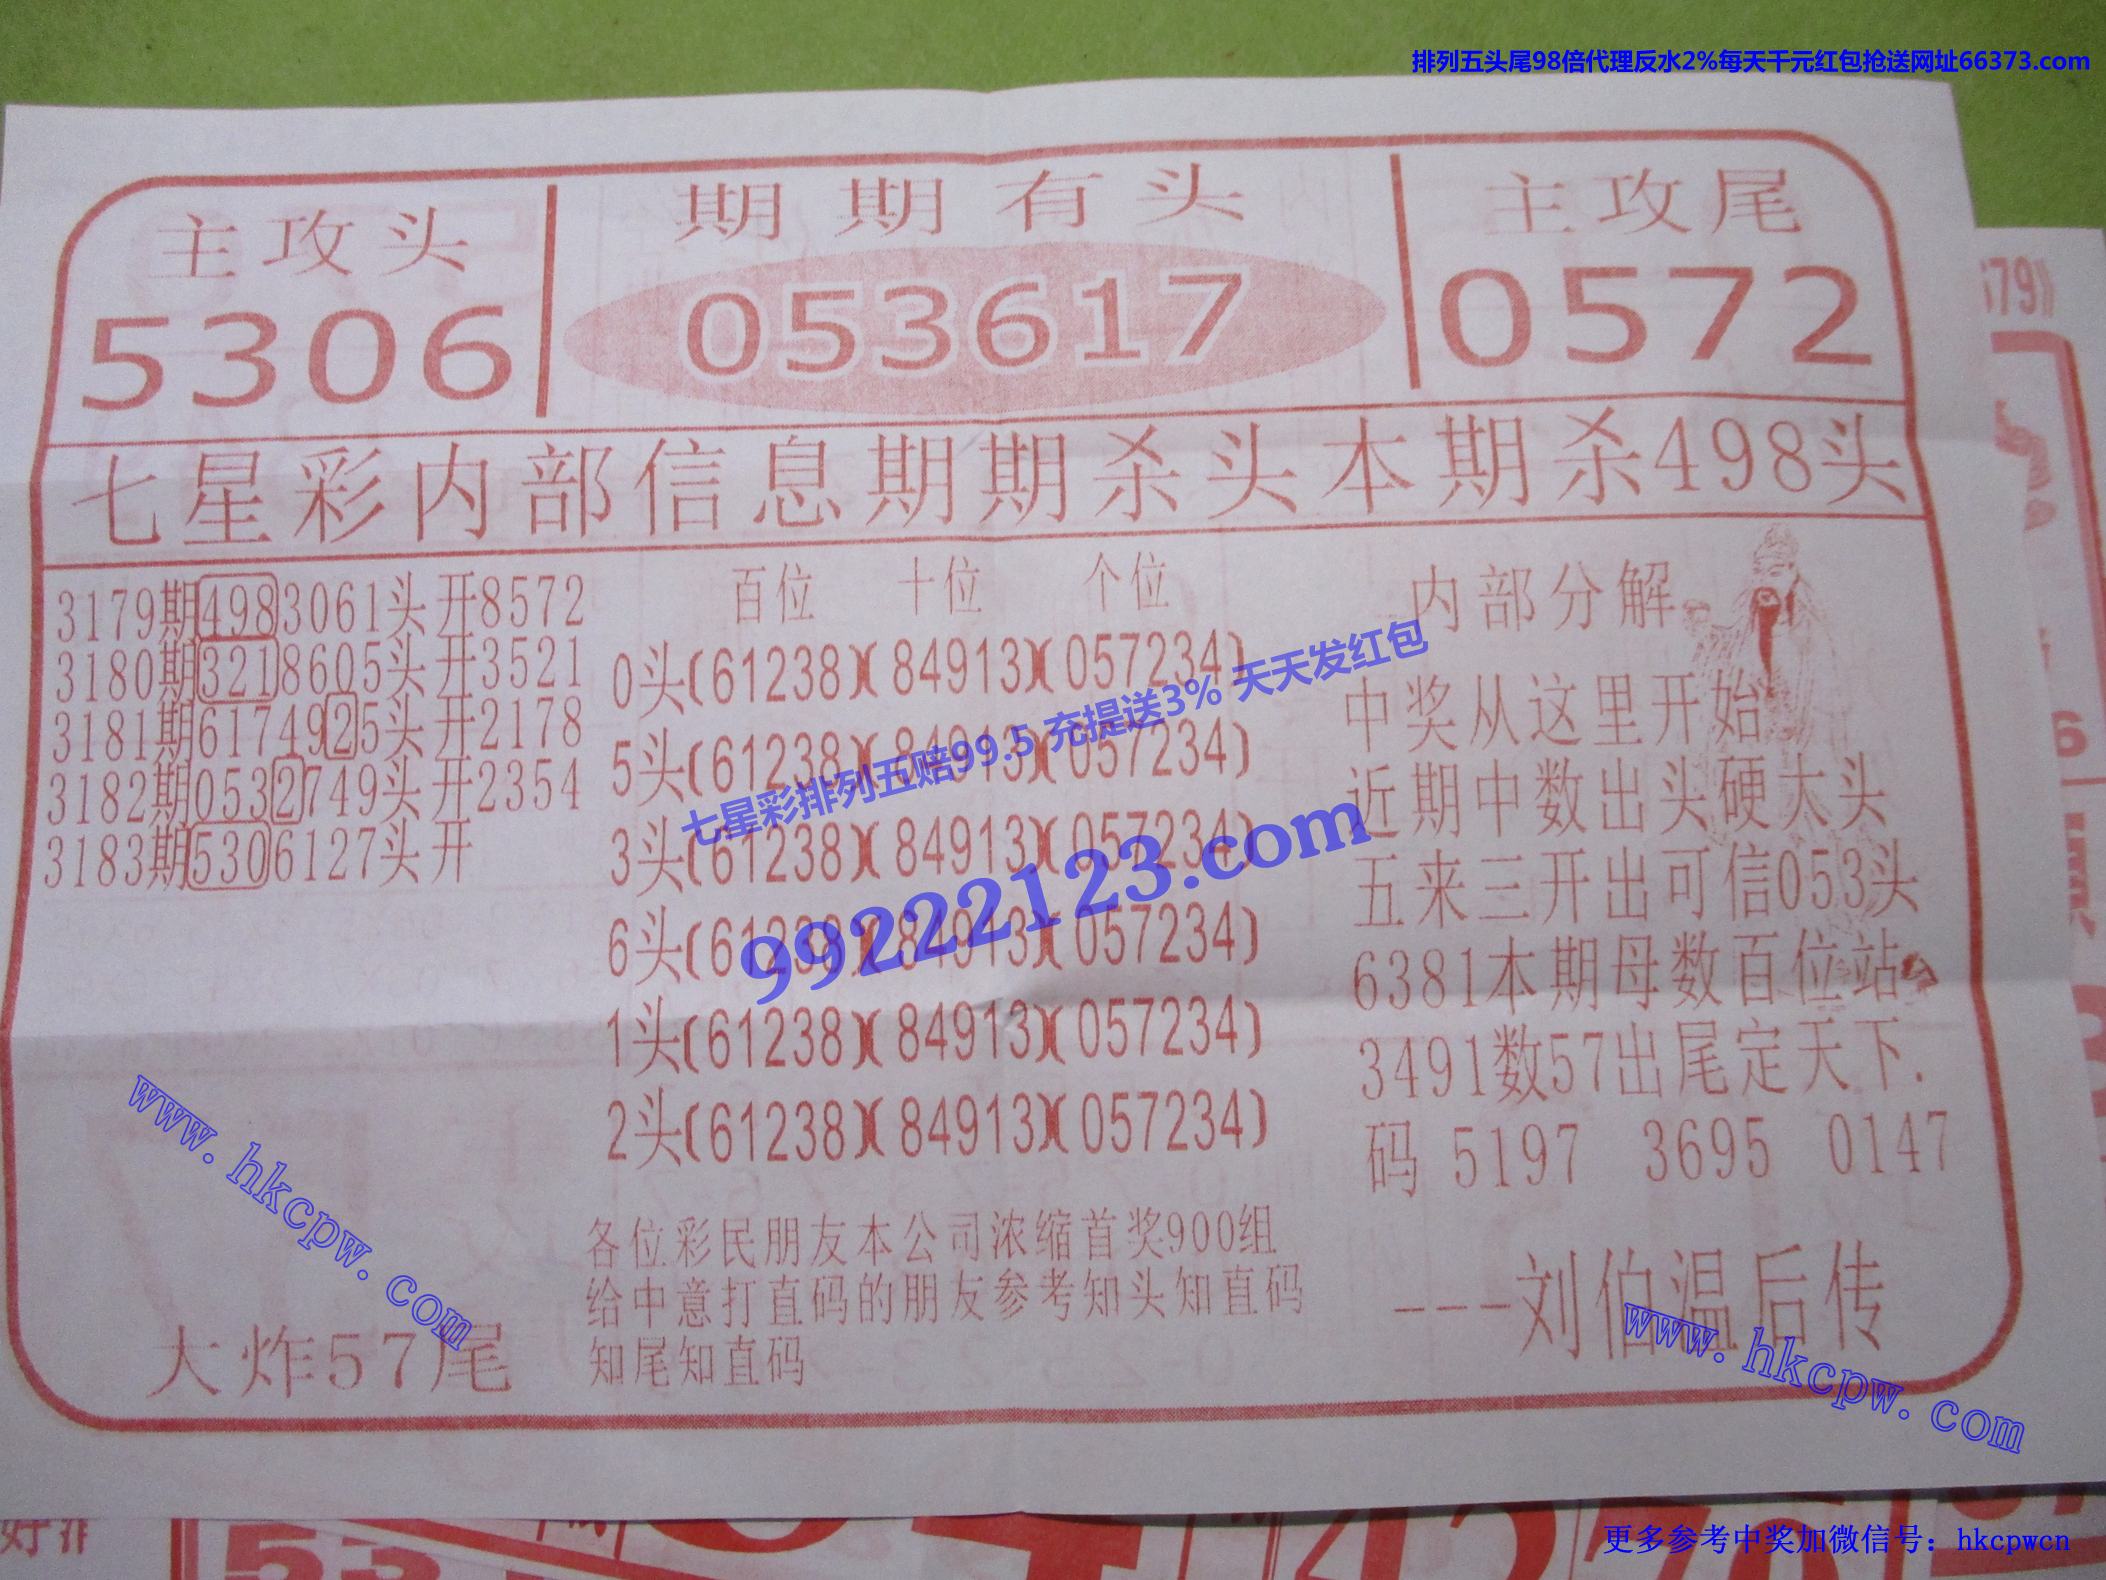 排列五头尾98倍代理反水2%每天千元红包抢送网址66373.com
主攻头
5306
期期有头
053617
主攻尾
0572
七星彩内部信息期期杀头本期杀498头
3179期4983061头开8572
3180期3218605头开3521
3181期6174925头开2178
3182期0532749头开2354
3183期5306127头开
大炸57尾
百位 十位 个位
0头(61238)(84913)(057234)
5头(61238)(84913)(057234)
3头(61238)(84913)(057234)
6头(61238)(84913)(057234)
1头(61238)(84913)(057234)
2头(61238)(84913)(057234)
各位彩民朋友本公司浓缩首奖900组
给中意打直码的朋友参考知头知直码
知尾知直码
内部分解
中奖从这里开始
近期中数出头硬太头
五来三开出可信053头
6381本期母数百位站
3491数57出尾定天下.
码 5197 3695 0147
---刘伯温后传
七星彩排列五赔99.5 充提送3% 天天发红包
99222123.com
www.hkcpw.com
www.hkcpw.com
579》
6
好准
53
更多参考中奖加微信号：hkcpwcn